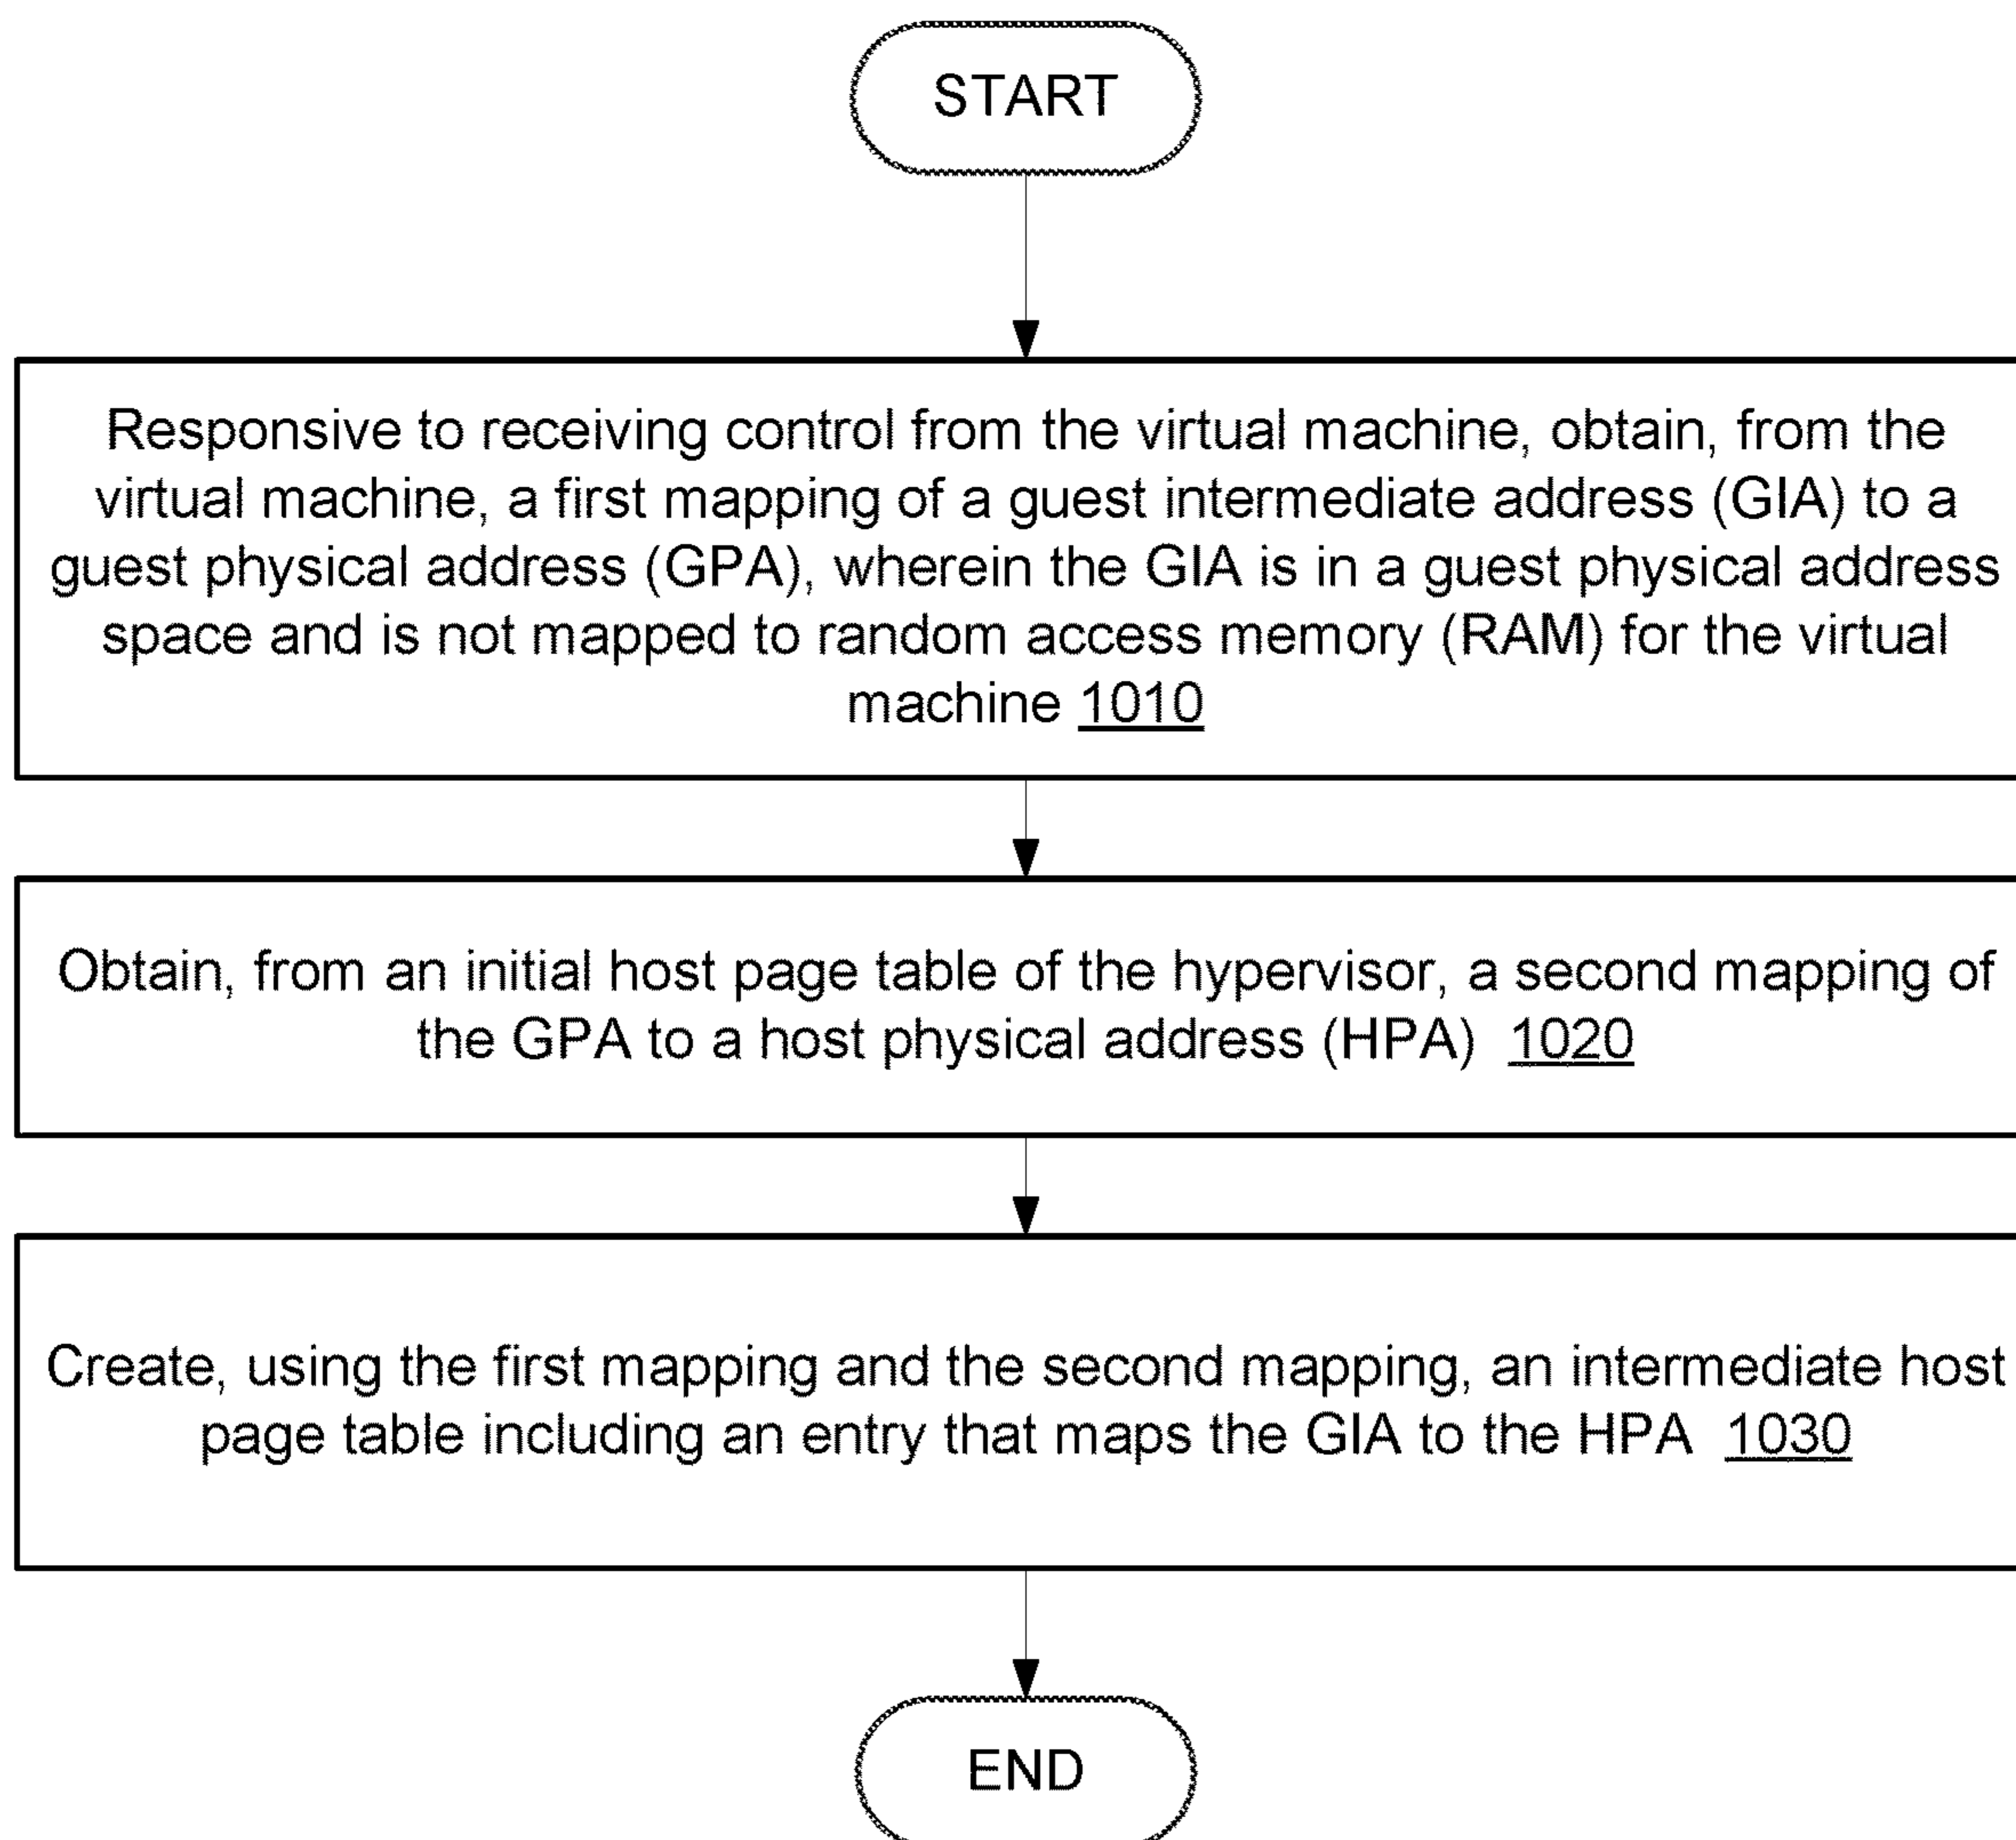 START
Responsive to receiving control from the virtual machine, obtain, from the
virtual machine, a first mapping of a guest intermediate address (GIA) to a
guest physical address (GPA), wherein the GIA is in a guest physical address
space and is not mapped to random access memory (RAM) for the virtual
machine 1010
Obtain, from an initial host page table of the hypervisor, a second mapping of
the GPA to a host physical address (HPA) 1020
Create, using the first mapping and the second mapping, an intermediate host
page table including an entry that maps the GIA to the HPA 1030
END